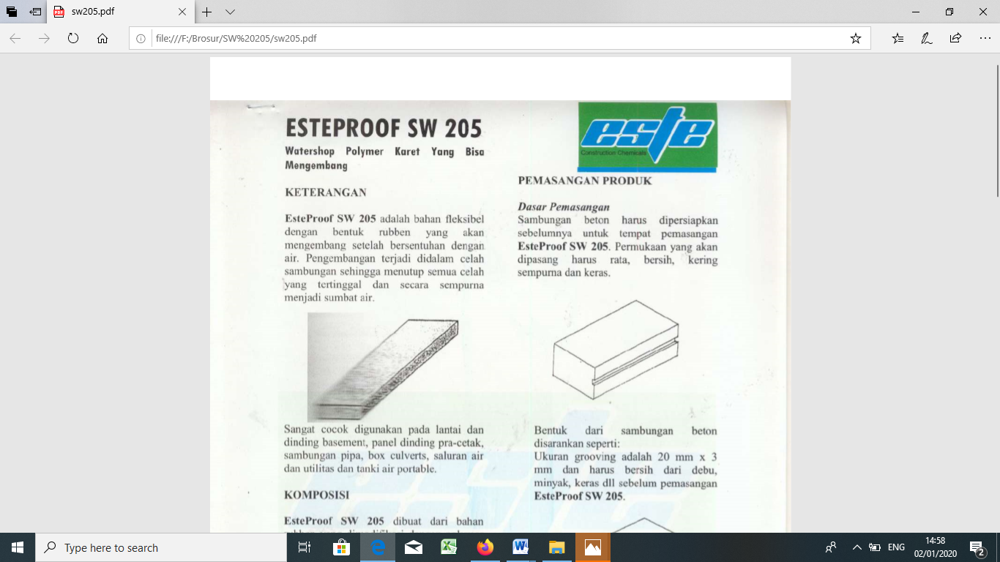 sw205.pdf
file:///F:/Brosur/SW%20205/sw205.pdf
ESTEPROOF SW 205
Watershop Polymer Karet Yang Bisa
Mengembang
KETERANGAN
EsteProof SW 205 adalah bahan fleksibel
dengan bentuk rubben yang akan
mengembang setelah bersentuhan dengan
air. Pengembangan terjadi didalam celah
sambungan sehingga menutup semua celah
yang tertinggal dan secara sempurna
menjadi sumbat air.
Sangat cocok digunakan pada lantai dan
dinding basement, panel dinding pra-cetak,
sambungan pipa, box culverts, saluran air
dan utilitas dan tanki air portable.
KOMPOSISI
EsteProof SW 205 dibuat dari bahan
este
Construction Chemicals
PEMASANGAN PRODUK
Dasar Pemasangan
Sambungan beton harus dipersiapkan
sebelumnya untuk tempat pemasangan
EsteProof SW 205. Permukaan yang akan
dipasang harus rata, bersih, kering
sempurna dan keras.
Bentuk dari sambungan beton
disarankan seperti:
Ukuran grooving adalah 20 mm x 3
mm dan harus bersih dari debu,
minyak, keras dll sebelum pemasangan
EsteProof SW 205.
Type here to search
ENG
14:58
02/01/2020
2